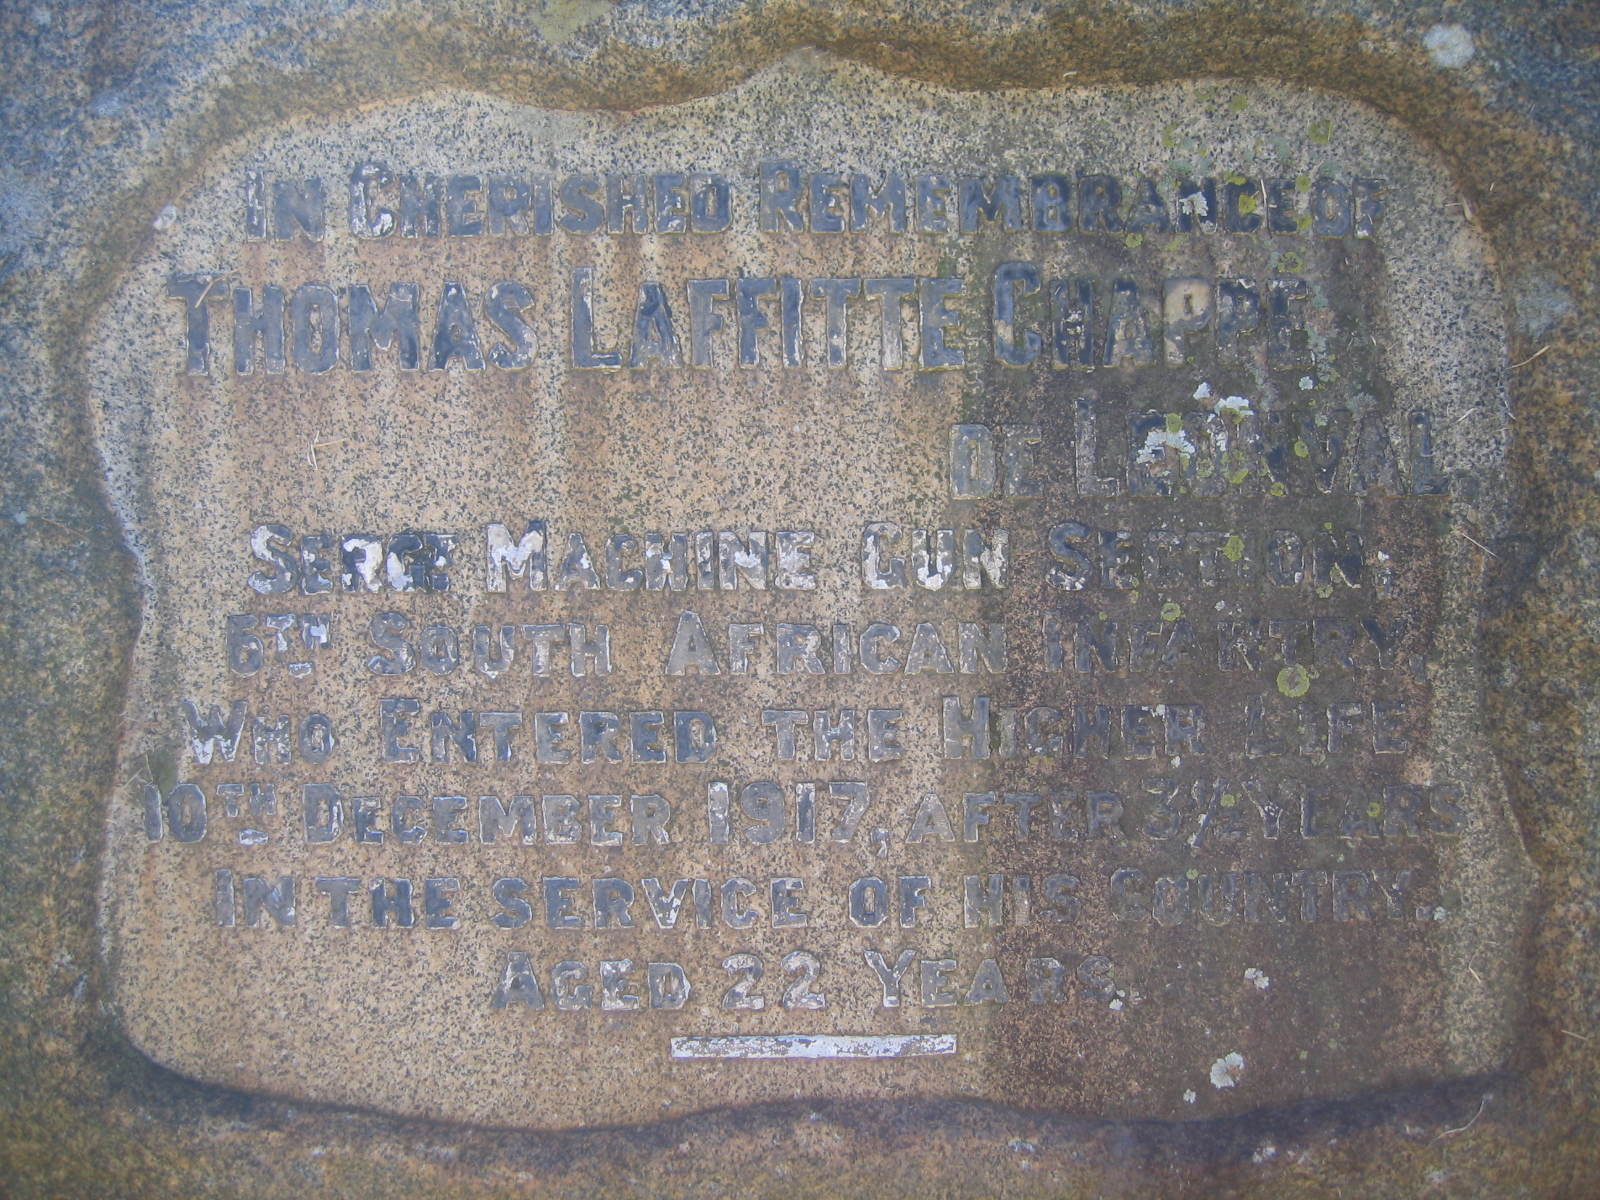 In Cherished Remembrance of
Thomas Laffitte Chappe
de Leonval.
Serge Machine Gun Section,
6th South African Infantry,
Who Entered the Higher Life
10th December 1917, after 3½ Years
In the service of his Country.
Aged 22 Years.